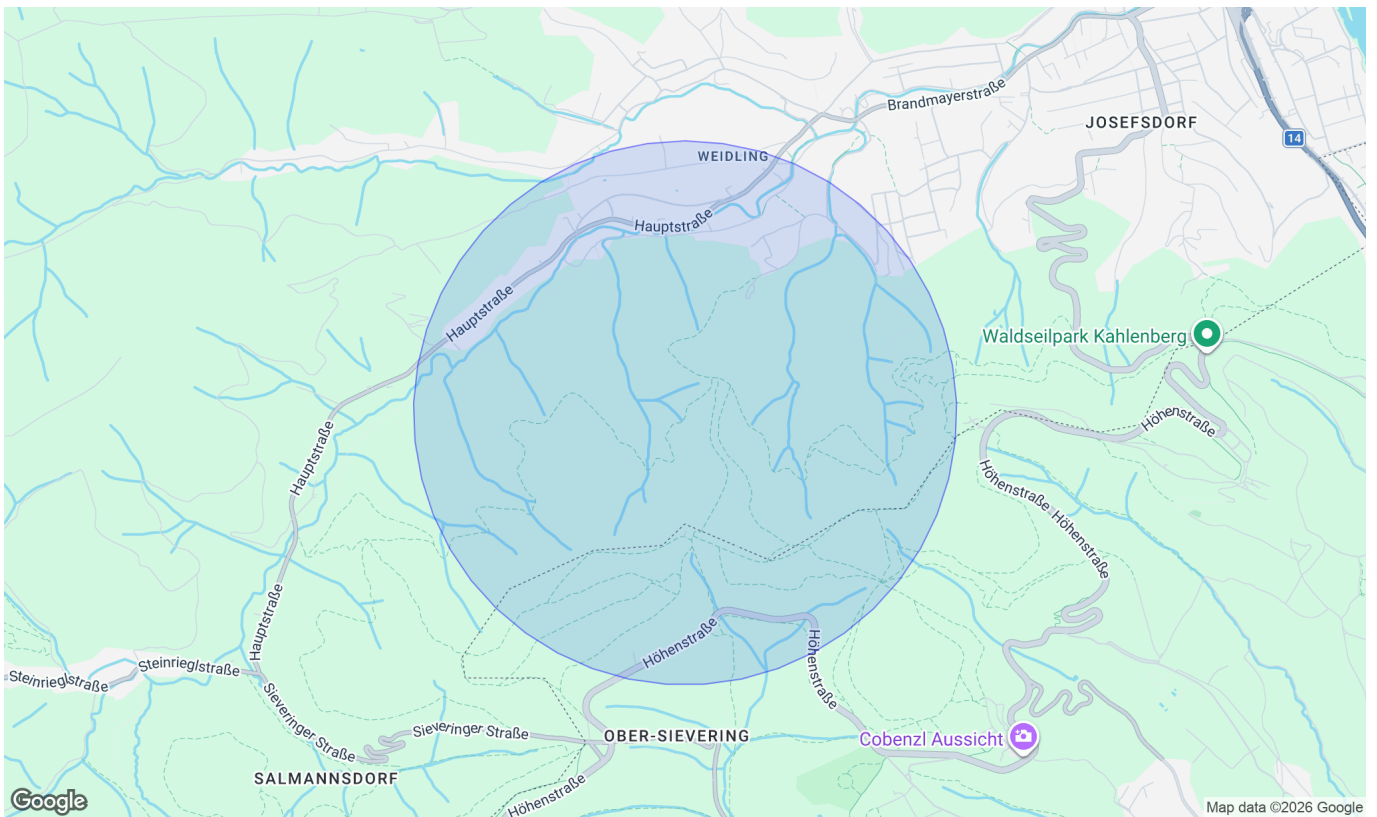 Brandmayerstraße
JOSEFSDORF
14
WEIDLING
Hauptstraße
Hauptstraße
Waldseilpark Kahlenberg
Höhenstraße
Hauptstraße
Höhenstraße
Höhenstraße
Hauptstraße
Höhenstraße
Höhenstraße
Steinrieglstraße
Steinrieglstraße
Sieveringer Straße
Sieveringer Straße
OBER-SIEVERING
Cobenzl Aussicht
SALMANNSDORF
Höhenstraße
Google
Map data ©2026 Google